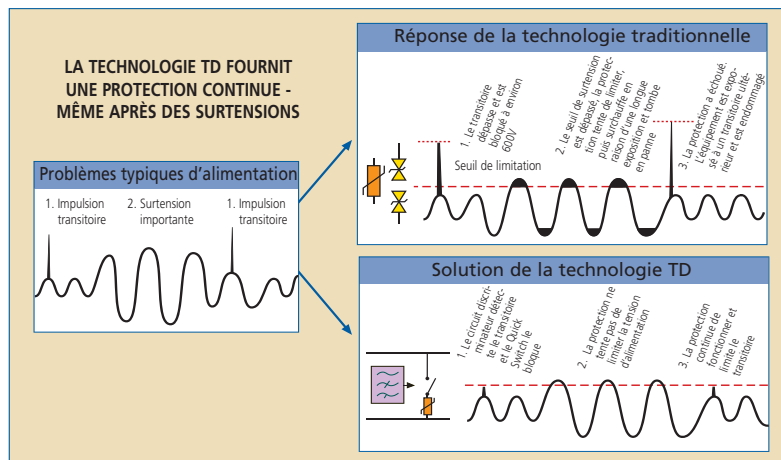 LA TECHNOLOGIE TD FOURNIT
UNE PROTECTION CONTINUE -
MÊME APRÈS DES SURTENSIONS
Problèmes typiques d'alimentation
1. Impulsion
transitoire
2. Surtension
importante
1. Impulsion
transitoire
Réponse de la technologie traditionnelle
1. Le transitoire
dépasse et est
bloqué à environ
600V
Seuil de limitation
2. Le seuil de surtension
est dépassé, la protec-
tion tente de limiter,
puis surchauffe en
raison d'une longue
exposition et tombe
en panne
3. La protection a échoué.
L'équipement est expo-
sé à un transitoire ulté-
rieur et est endommagé
Solution de la technologie TD
1. Le circuit discri-
minateur détec-
te le transitoire
et le Quick
Switch le
bloque
2. La protection ne
tente pas de
limiter la tension
d'alimentation
3. La protection
continue de
fonctionner et
limite le
transitoire